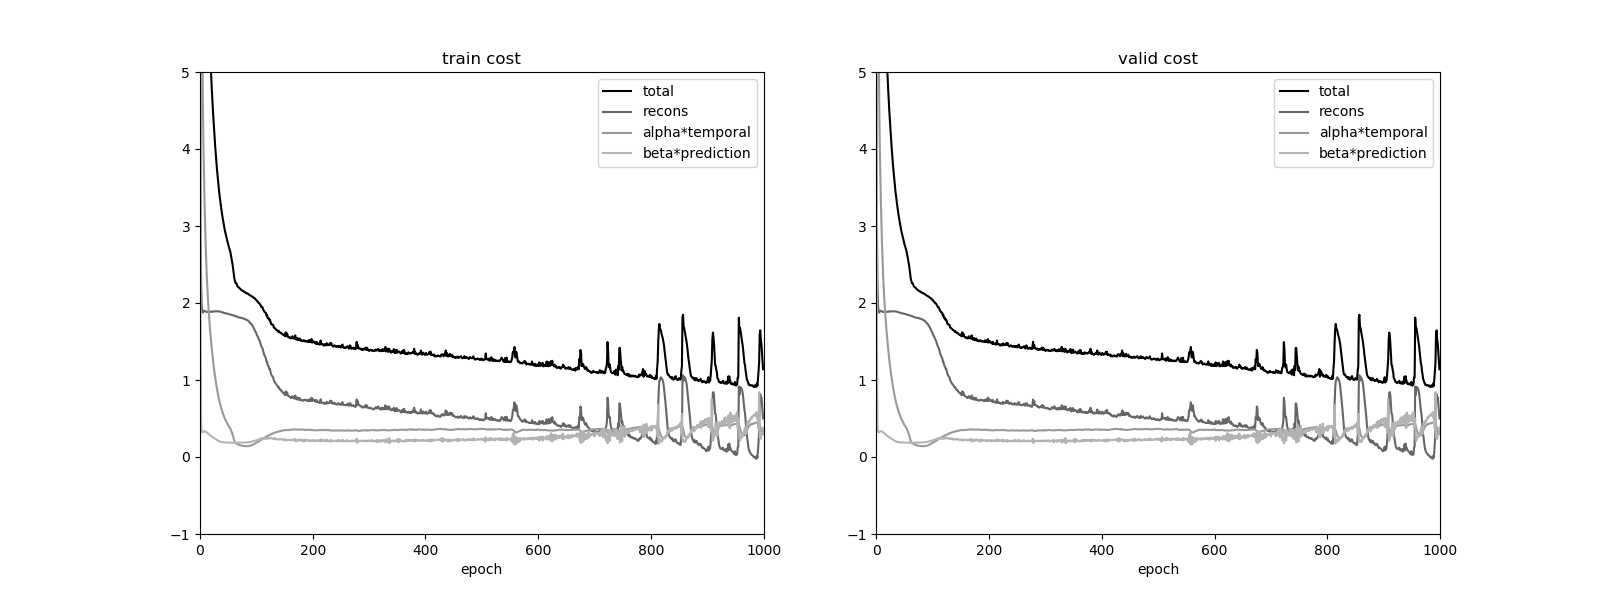 train cost
5
4
3
2
1
0
−1
0
200
400
600
800
1000
epoch
total
recons
alpha*temporal
beta*prediction
valid cost
5
4
3
2
1
0
−1
0
200
400
600
800
1000
epoch
total
recons
alpha*temporal
beta*prediction